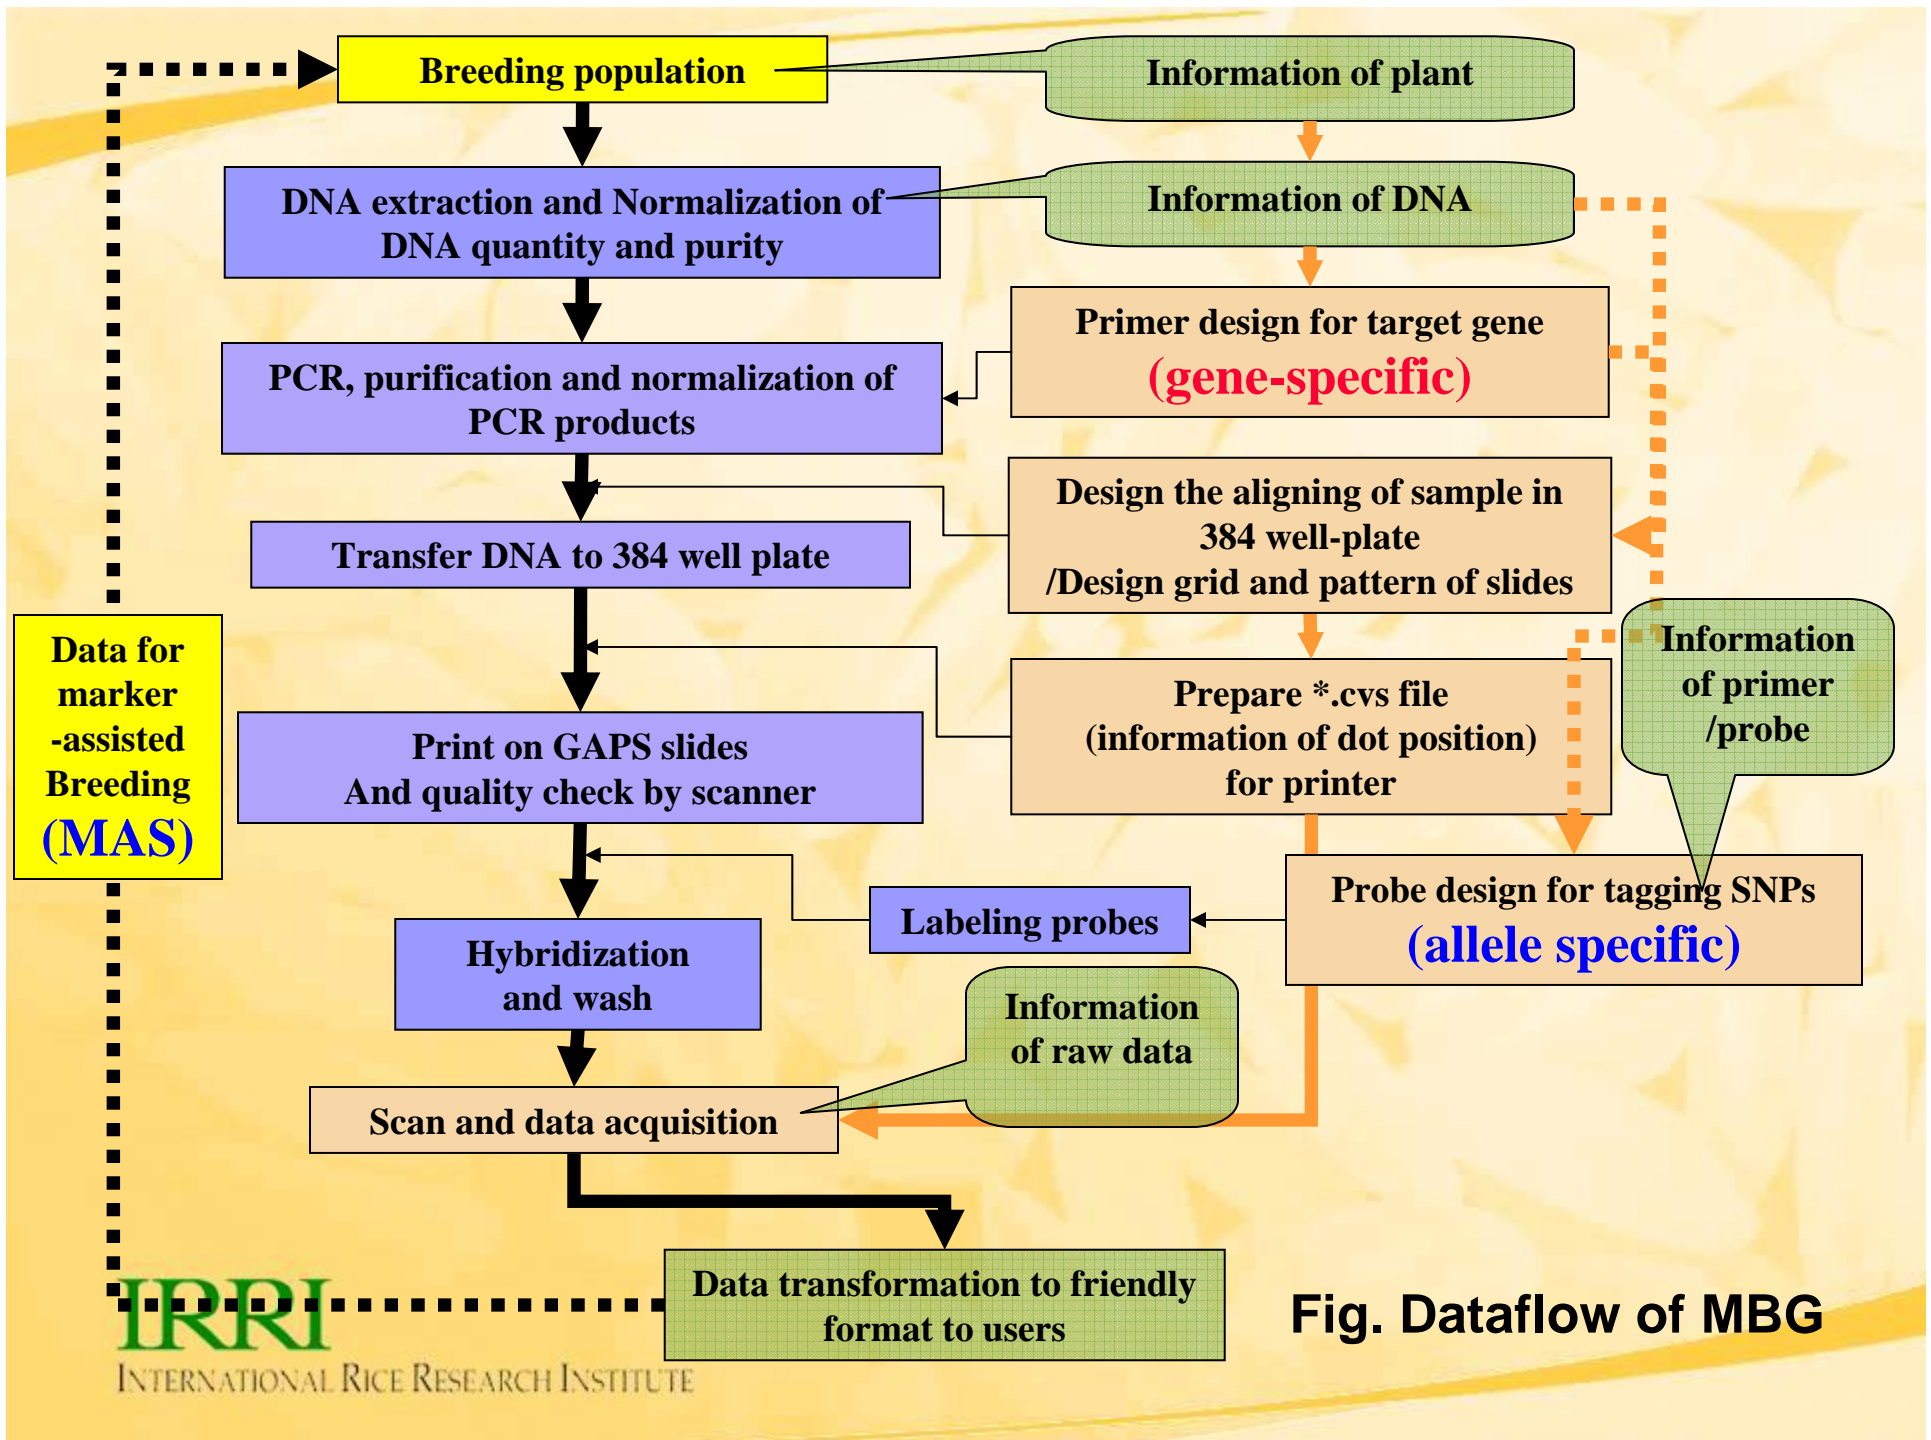 Breeding population
Information of plant
DNA extraction and Normalization of
DNA quantity and purity
Information of DNA
PCR, purification and normalization of
PCR products
Primer design for target gene
(gene-specific)
Transfer DNA to 384 well plate
Design the aligning of sample in
384 well-plate
/Design grid and pattern of slides
Data for
marker
-assisted
Breeding
(MAS)
Print on GAPS slides
And quality check by scanner
Prepare *.cvs file
(information of dot position)
for printer
Information
of primer
/probe
Hybridization
and wash
Labeling probes
Probe design for tagging SNPs
(allele specific)
Scan and data acquisition
Information
of raw data
Data transformation to friendly
format to users
IRRI
INTERNATIONAL RICE RESEARCH INSTITUTE
Fig. Dataflow of MBG